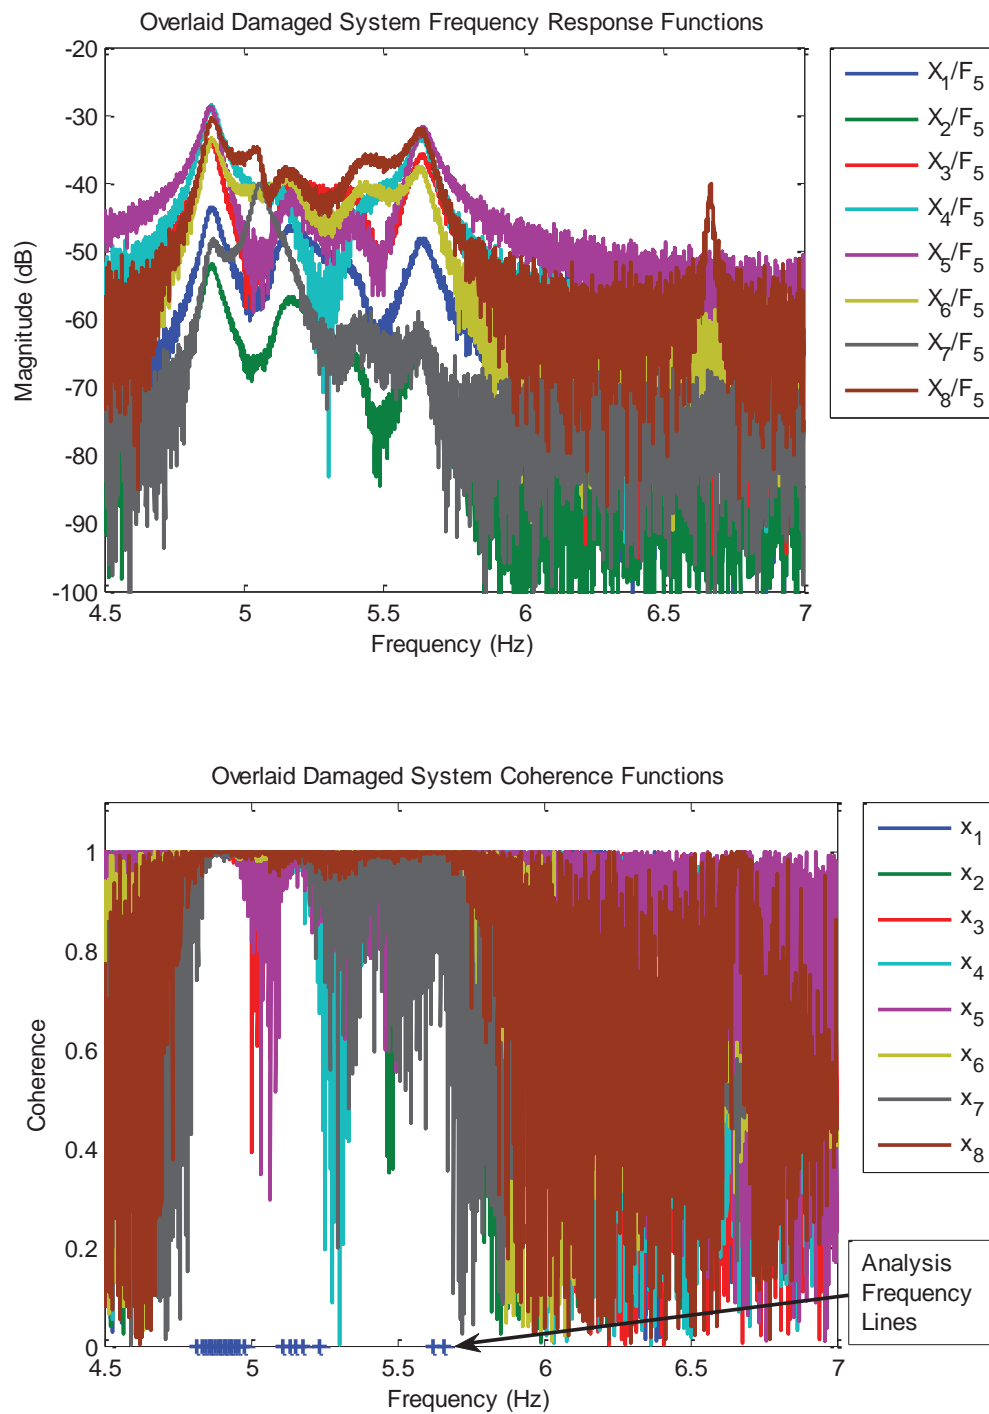 Overlaid Damaged System Frequency Response Functions
-20
-30
-40
-50
-60
-70
-80
-90
-100
Magnitude (dB)
4.5 5 5.5 6 6.5 7
Frequency (Hz)
X1/F5
X2/F5
X3/F5
X4/F5
X5/F5
X6/F5
X7/F5
X8/F5
Overlaid Damaged System Coherence Functions
1
0.8
0.6
0.4
0.2
0
Coherence
4.5 5 5.5 6 6.5 7
Frequency (Hz)
x1
x2
x3
x4
x5
x6
x7
x8
Analysis
Frequency
Lines